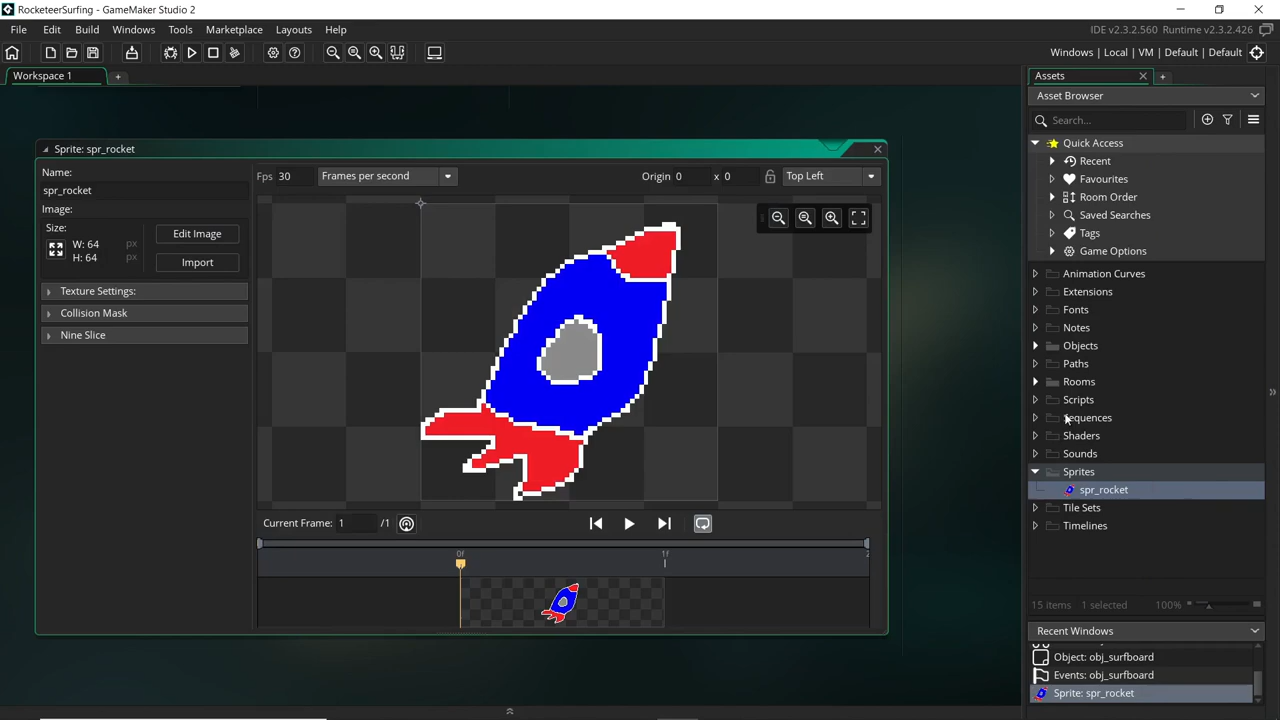 RocketeerSurfing - GameMaker Studio 2
File Edit Build Windows Tools Marketplace Layouts Help
IDE v2.3.2.560 Runtime v2.3.2.426
Windows | Local | VM | Default | Default
Workspace 1
Sprite: spr_rocket
Name:
spr_rocket
Image:
Size:
W: 64 px
H: 64 px
Edit Image
Import
Texture Settings:
Collision Mask
Nine Slice
Fps 30 Frames per second
Origin 0 x 0 Top Left
Current Frame: 1 /1
0f 1f 2
Assets
Asset Browser
Search...
Quick Access
Recent
Favourites
Room Order
Saved Searches
Tags
Game Options
Animation Curves
Extensions
Fonts
Notes
Objects
Paths
Rooms
Scripts
Sequences
Shaders
Sounds
Sprites
spr_rocket
Tile Sets
Timelines
15 items 1 selected 100%
Recent Windows
Object: obj_surfboard
Events: obj_surfboard
Sprite: spr_rocket